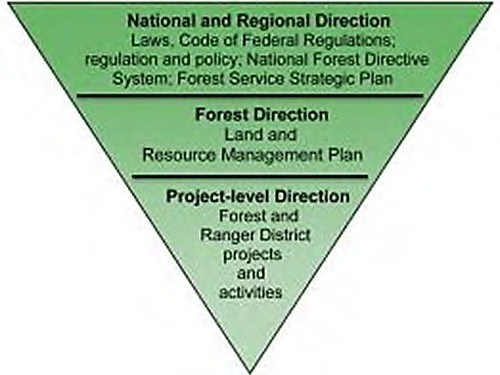 National and Regional Direction
Laws, Code of Federal Regulations;
regulation and policy; National Forest Directive
System; Forest Service Strategic Plan
Forest Direction
Land and
Resource Management Plan
Project-level Direction
Forest and
Ranger District
projects
and
activities